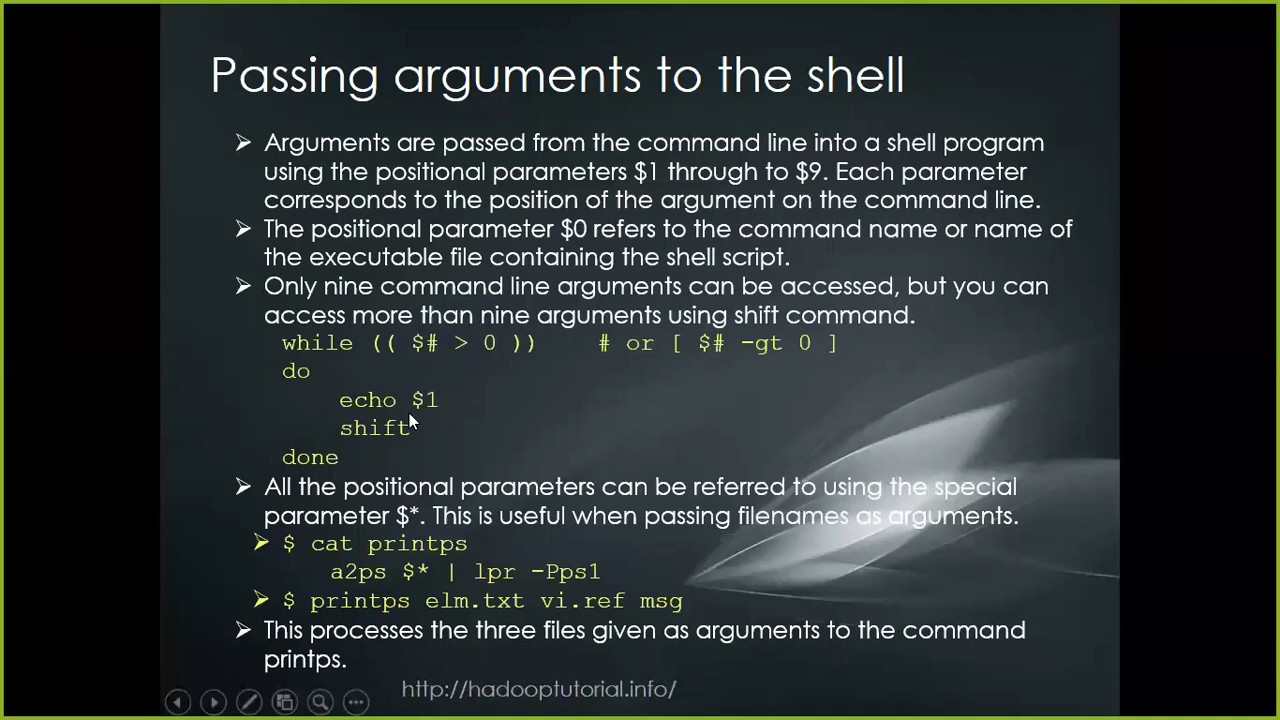 Passing arguments to the shell
➢ Arguments are passed from the command line into a shell program
using the positional parameters $1 through to $9. Each parameter
corresponds to the position of the argument on the command line.
➢ The positional parameter $0 refers to the command name or name of
the executable file containing the shell script.
➢ Only nine command line arguments can be accessed, but you can
access more than nine arguments using shift command.
while (( $# > 0 )) # or [ $# -gt 0 ]
do
echo $1
shift
done
➢ All the positional parameters can be referred to using the special
parameter $*. This is useful when passing filenames as arguments.
➢ $ cat printps
a2ps $* | lpr -Pps1
➢ $ printps elm.txt vi.ref msg
➢ This processes the three files given as arguments to the command
printps.
http://hadooptutorial.info/